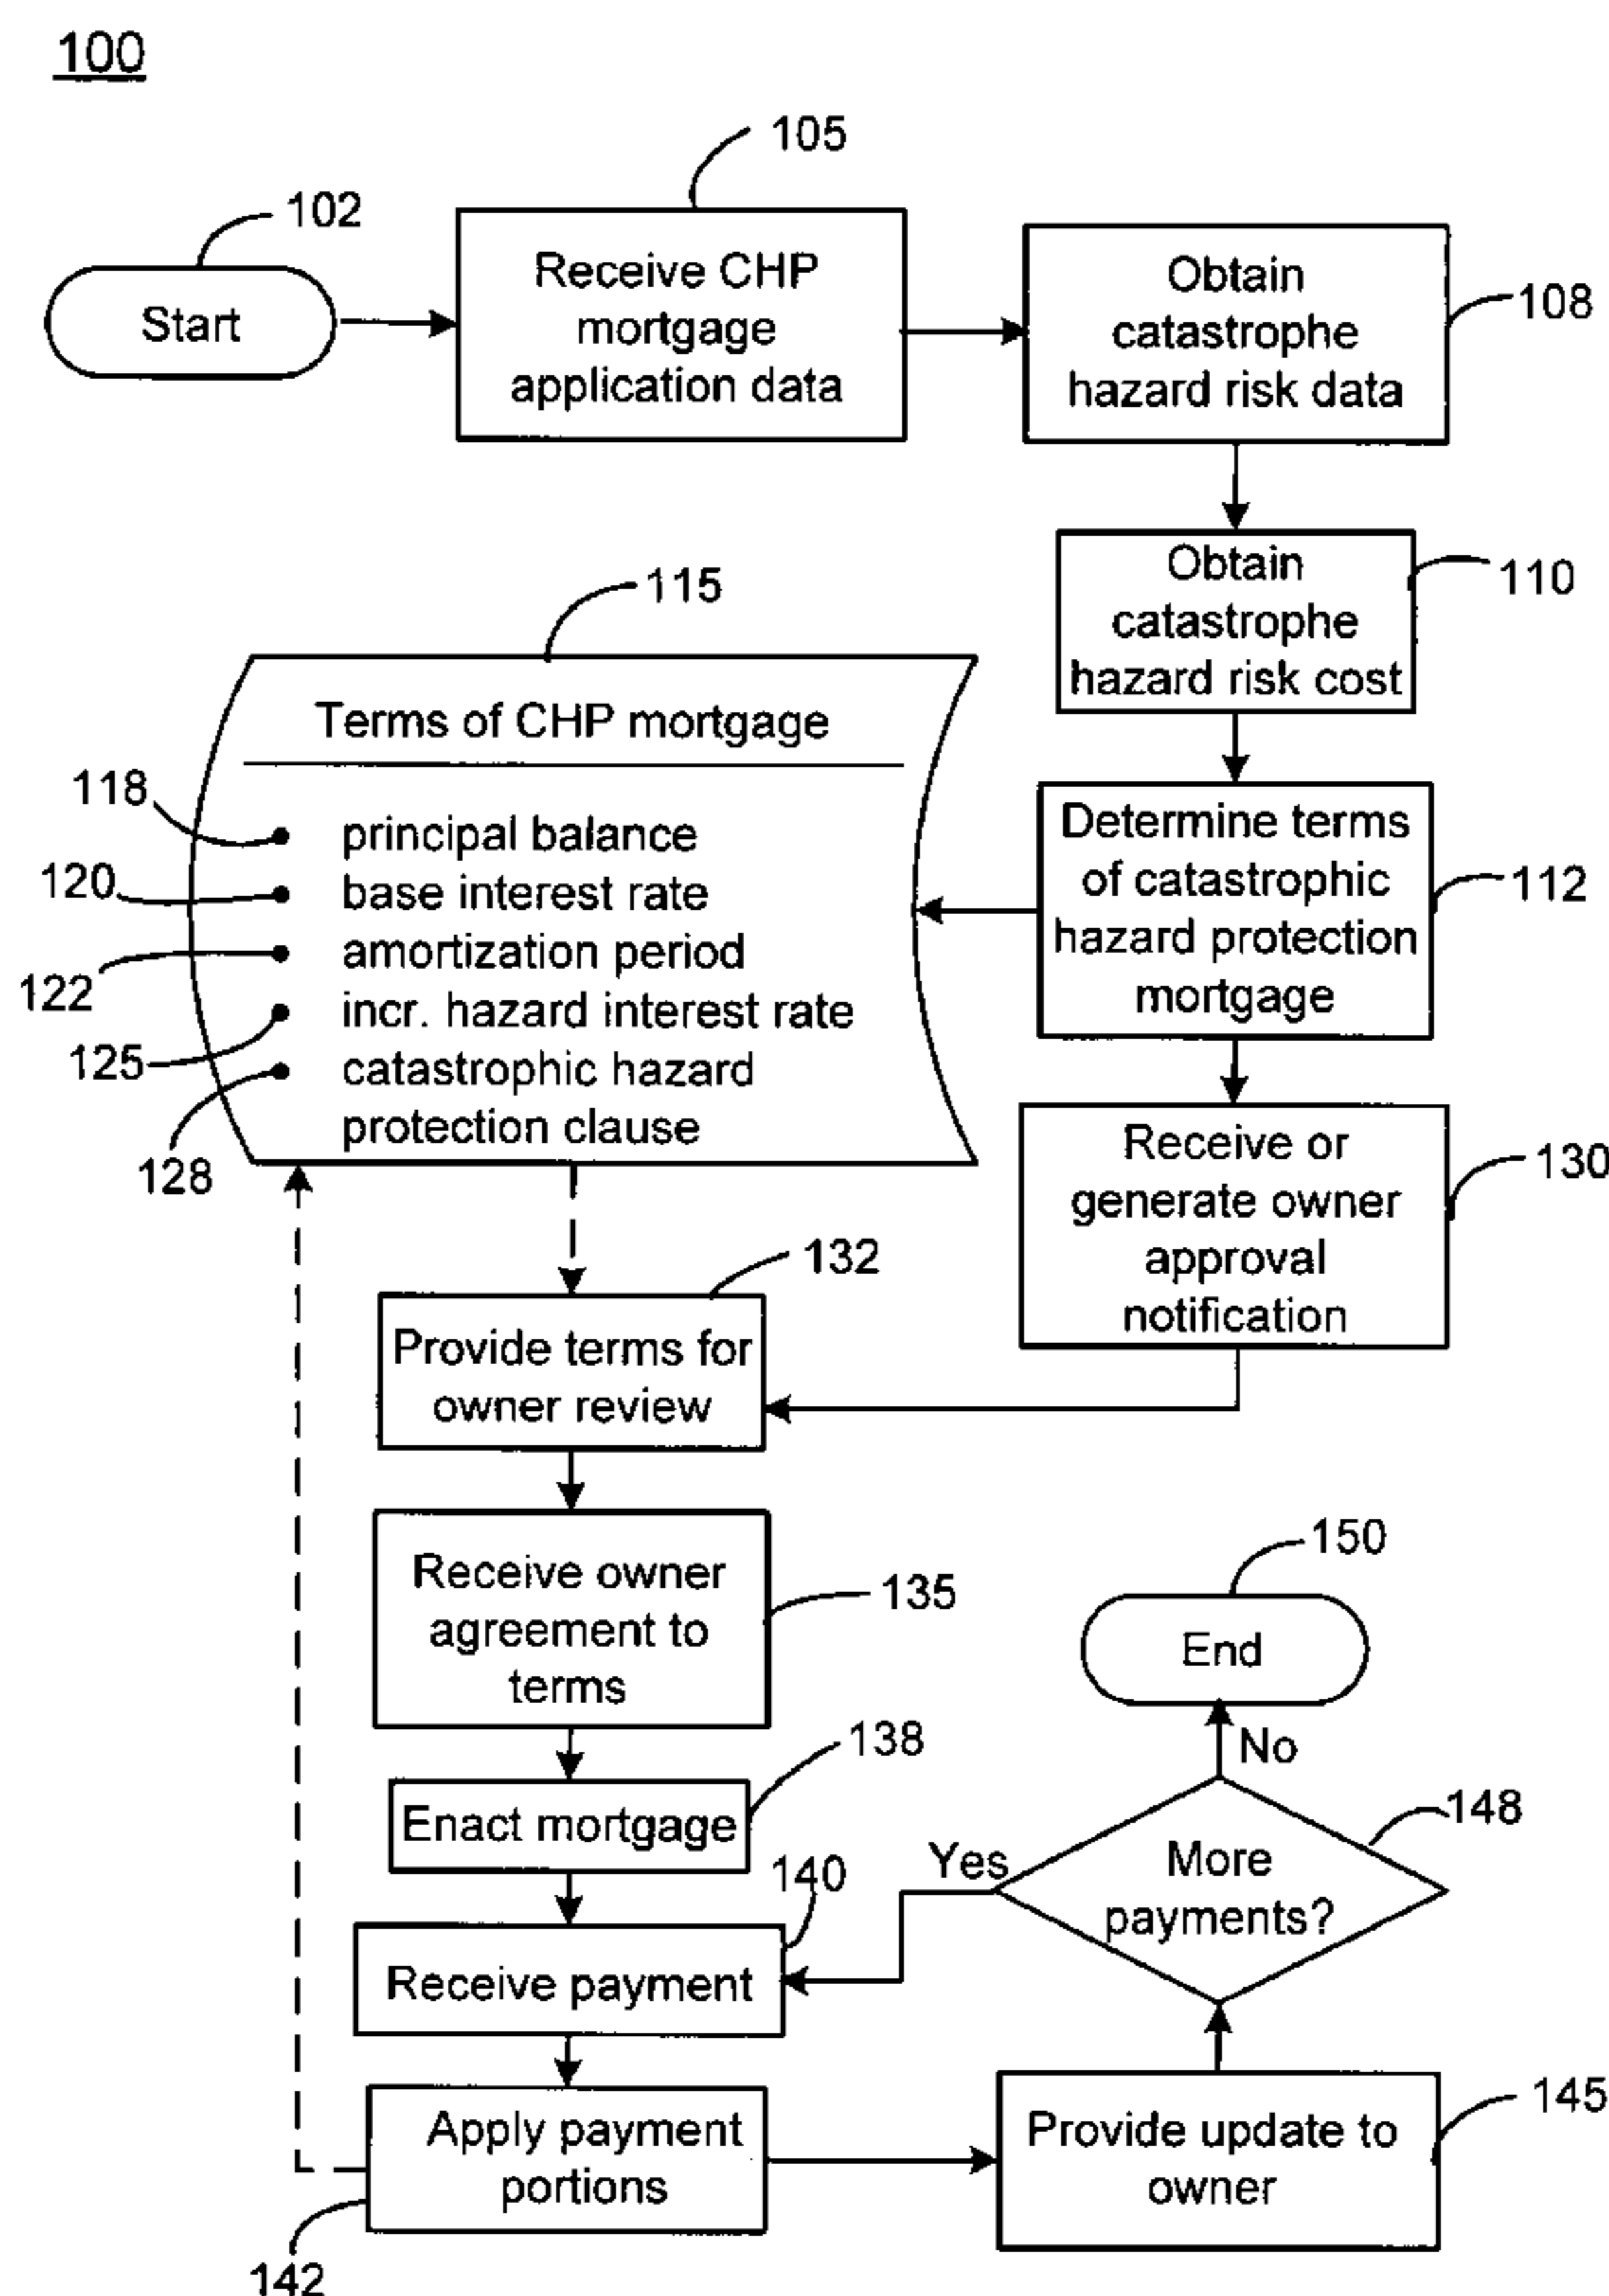 100
105
102
Start
Receive CHP
mortgage
application data
Obtain
catastrophe
hazard risk data
108
Obtain
catastrophe
hazard risk cost
110
115
Terms of CHP mortgage
118
principal balance
120
base interest rate
122
amortization period
125
incr. hazard interest rate
128
catastrophic hazard
protection clause
Determine terms
of catastrophic
hazard protection
mortgage
112
Receive or
generate owner
approval
notification
130
132
Provide terms for
owner review
Receive owner
agreement to
terms
135
150
End
No
138
Enact mortgage
140
Yes
More
payments?
148
Receive payment
Apply payment
portions
142
Provide update to
owner
145